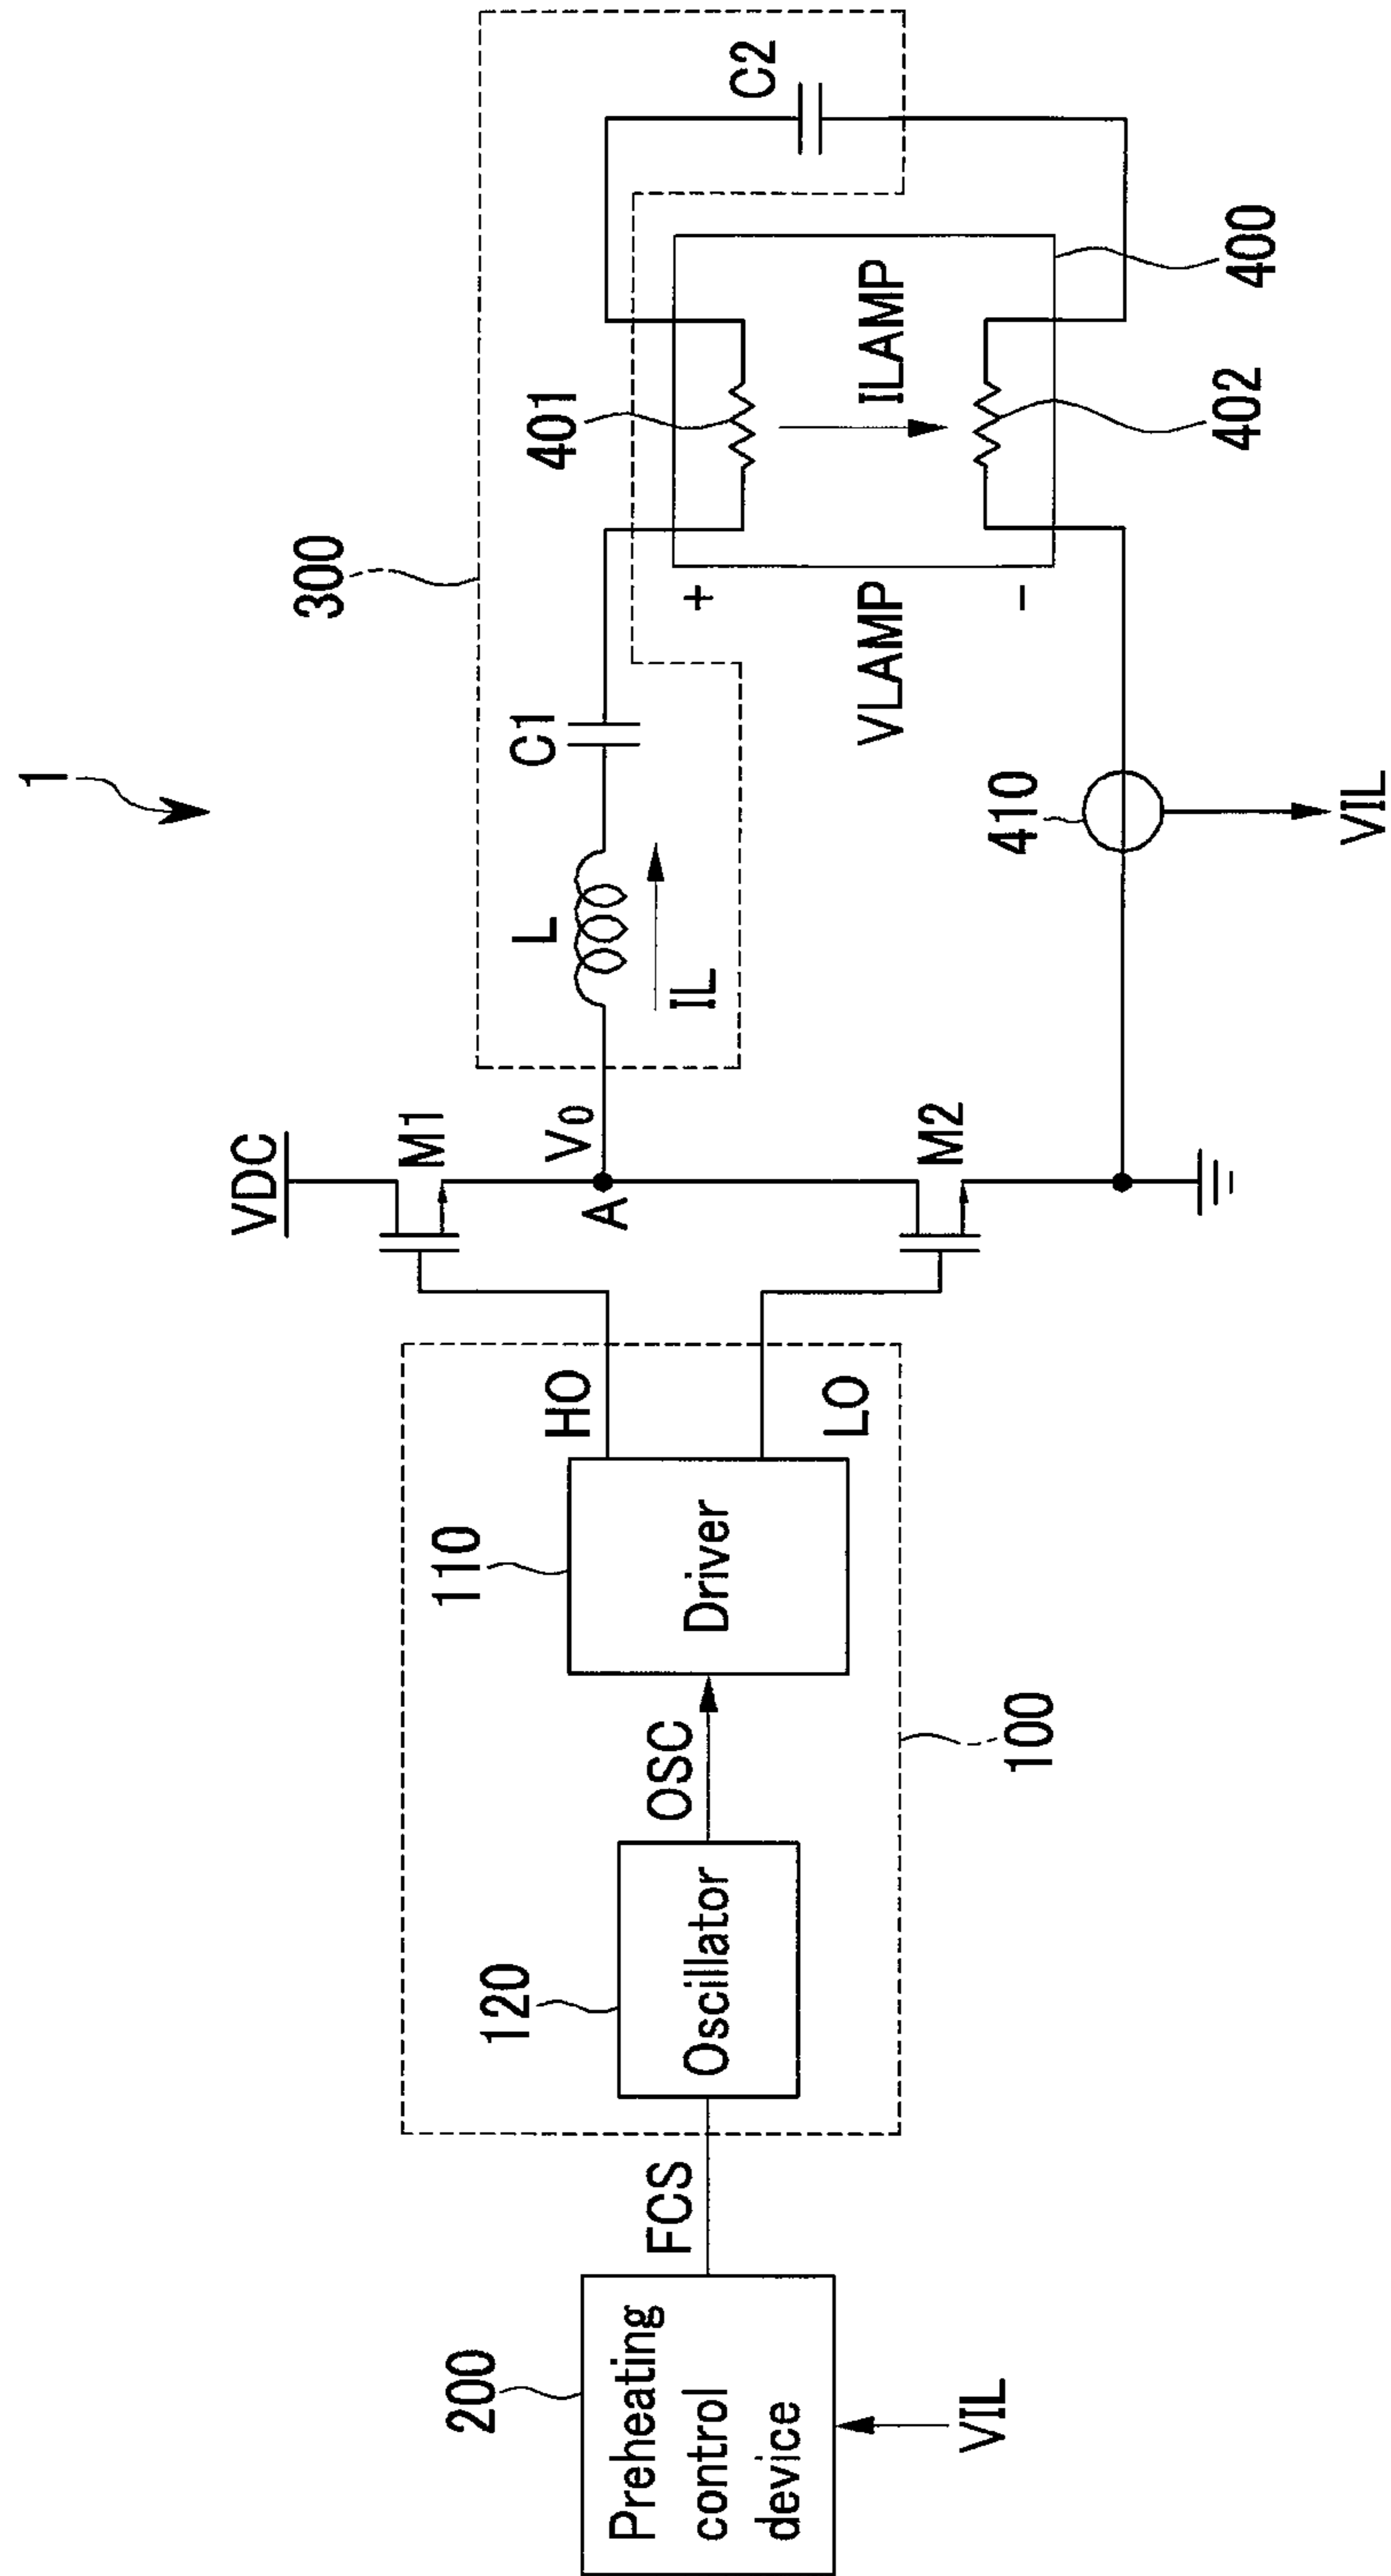 1
300
VDC
M1
V0
A
L
IL
C1
C2
401
+
ILAMP
VLAMP
-
402
400
M2
410
VIL
HO
LO
110
Driver
OSC
120
Oscillator
100
FCS
200
Preheating
control
device
VIL